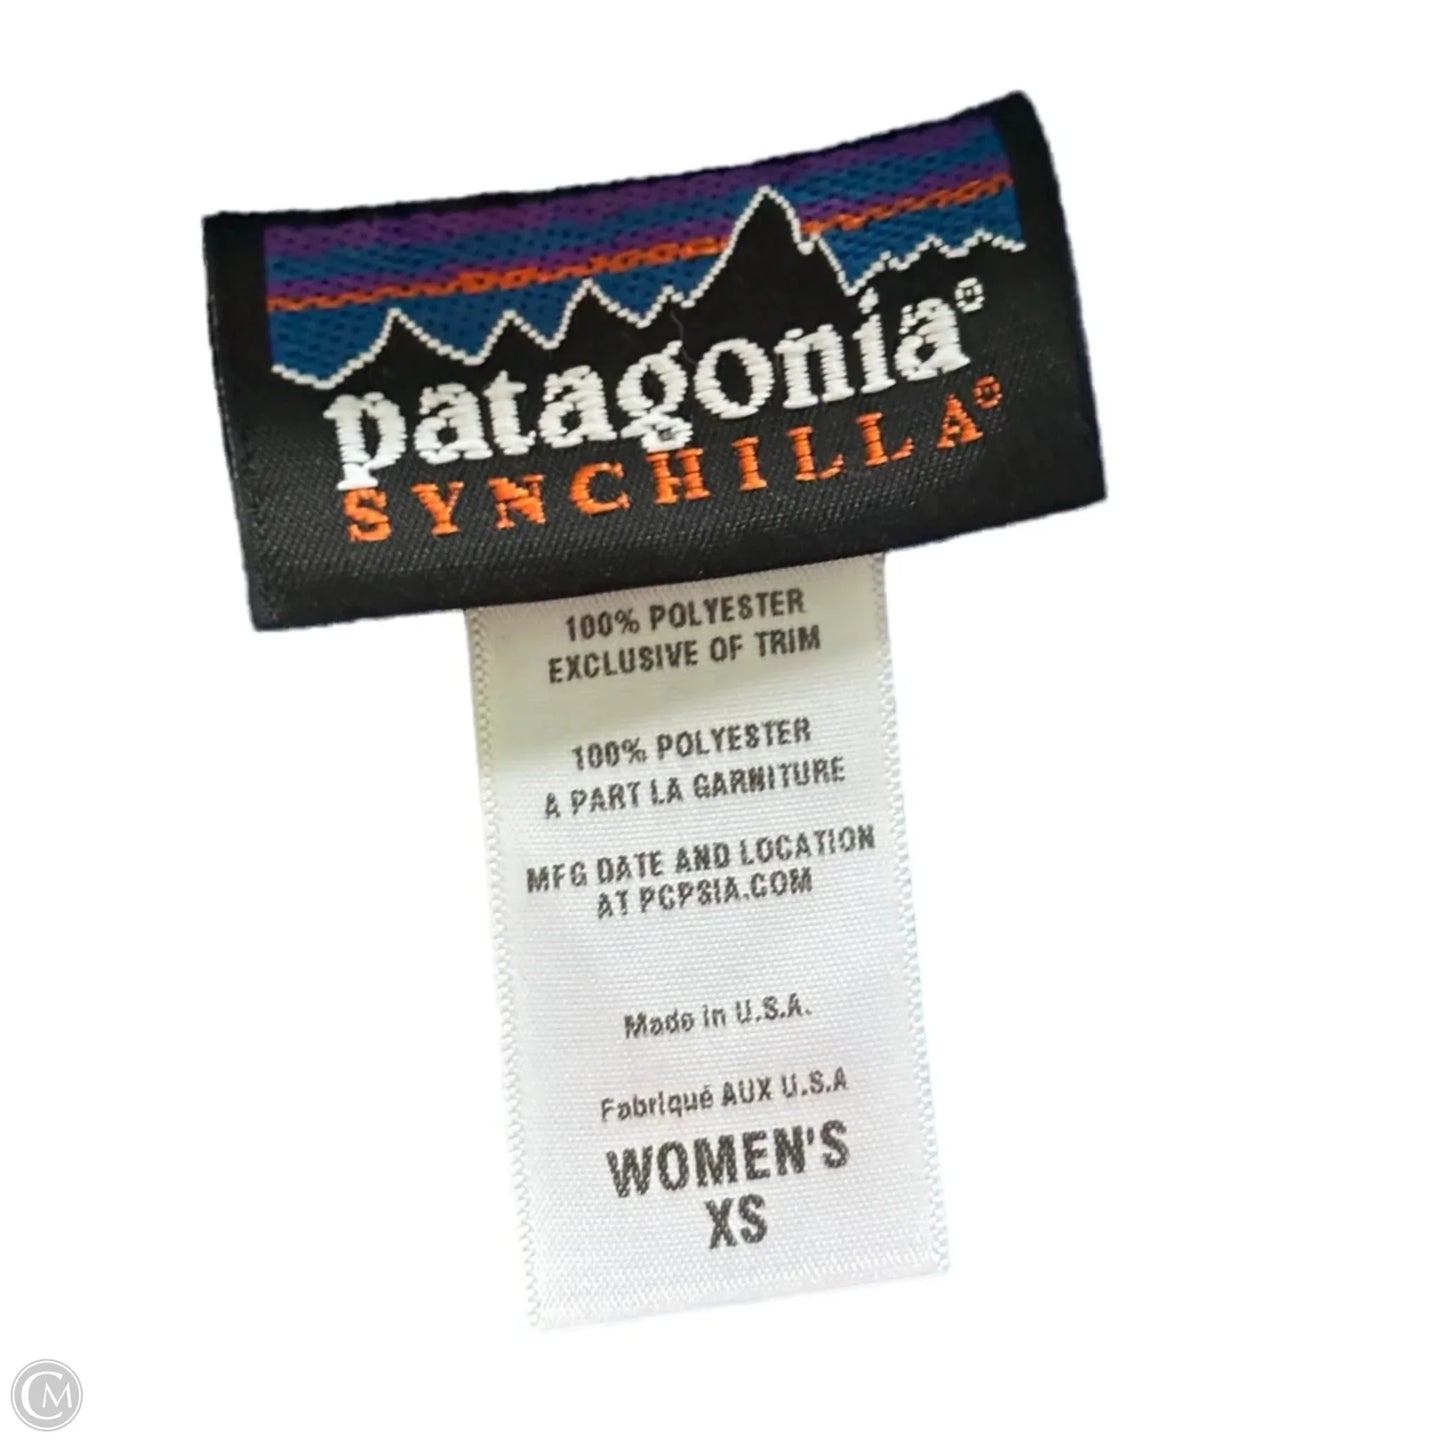 patagonia®
SYNCHILLA®
100% POLYESTER
EXCLUSIVE OF TRIM
100% POLYESTER
A PART LA GARNITURE
MFG DATE AND LOCATION
AT PCPSIA.COM
Made in U.S.A.
Fabriqué AUX U.S.A
WOMEN'S
XS
CM